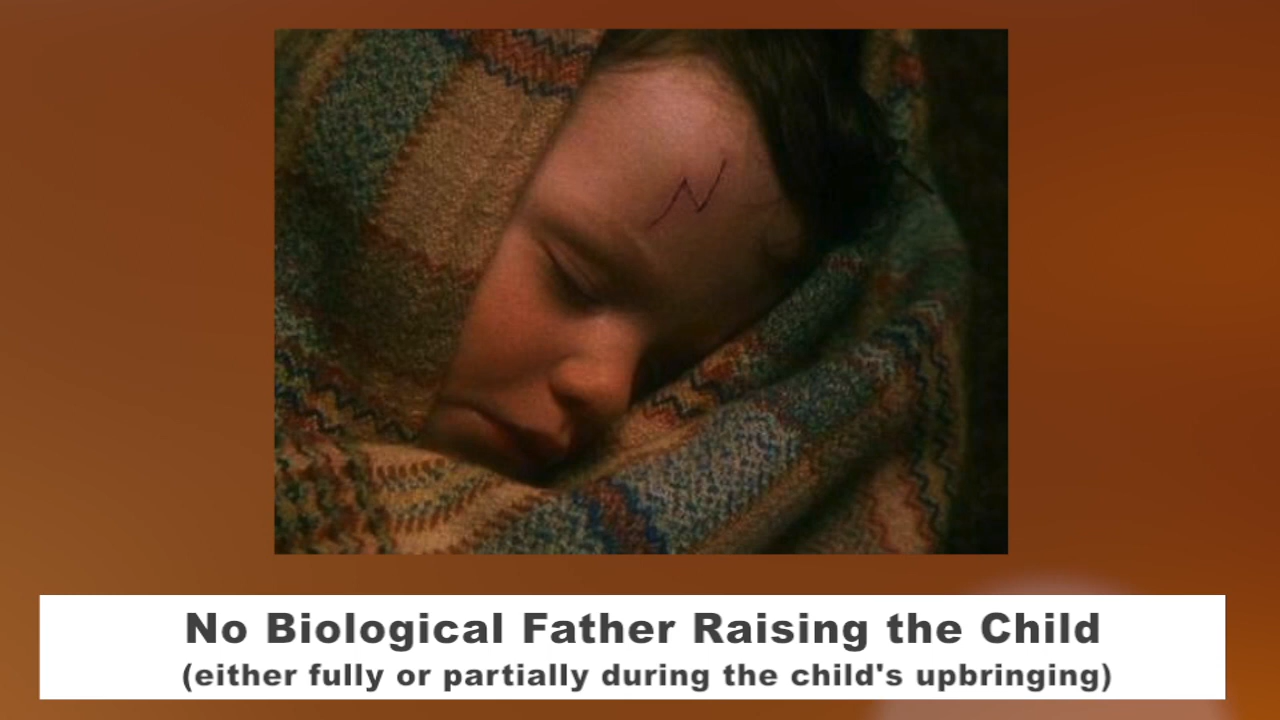 No Biological Father Raising the Child
(either fully or partially during the child's upbringing)